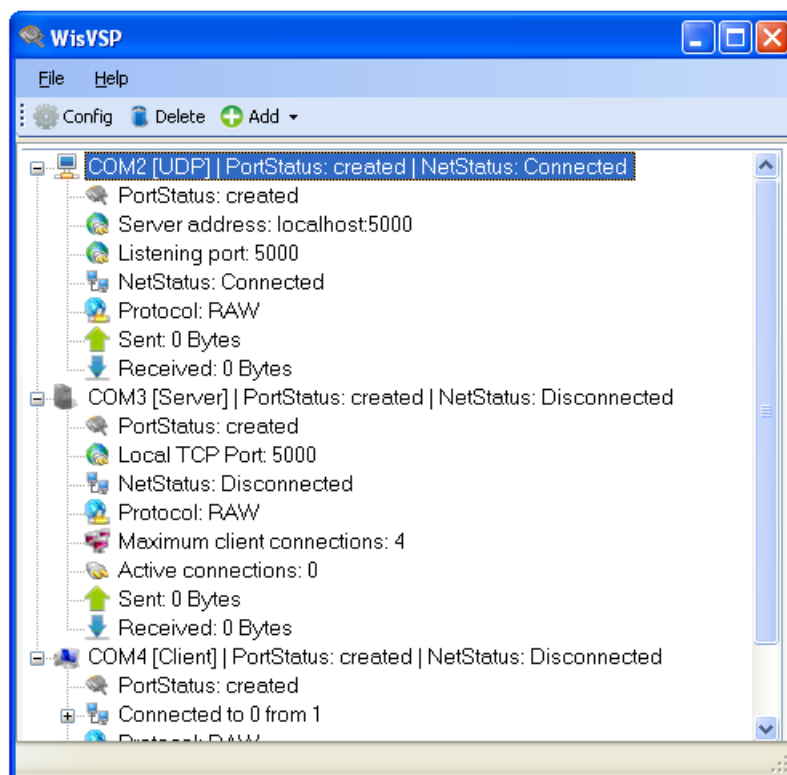 WisVSP
File Help
Config Delete Add
COM2 [UDP] | PortStatus: created | NetStatus: Connected
PortStatus: created
Server address: localhost:5000
Listening port: 5000
NetStatus: Connected
Protocol: RAW
Sent: 0 Bytes
Received: 0 Bytes
COM3 [Server] | PortStatus: created | NetStatus: Disconnected
PortStatus: created
Local TCP Port: 5000
NetStatus: Disconnected
Protocol: RAW
Maximum client connections: 4
Active connections: 0
Sent: 0 Bytes
Received: 0 Bytes
COM4 [Client] | PortStatus: created | NetStatus: Disconnected
PortStatus: created
Connected to 0 from 1
Protocol: RAW